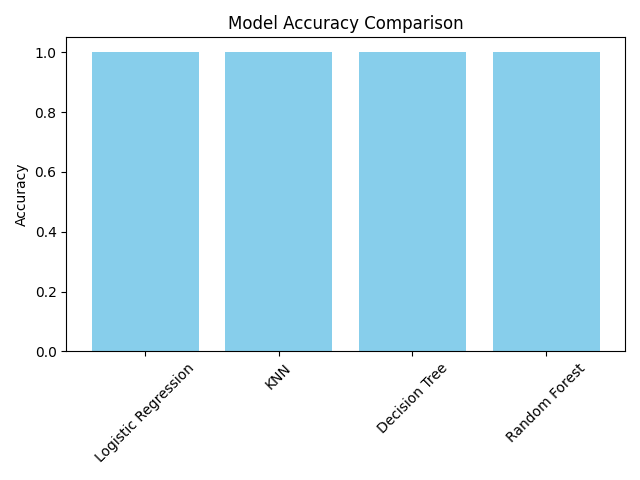 Model Accuracy Comparison
Accuracy
1.0
0.8
0.6
0.4
0.2
0.0
Logistic Regression
KNN
Decision Tree
Random Forest